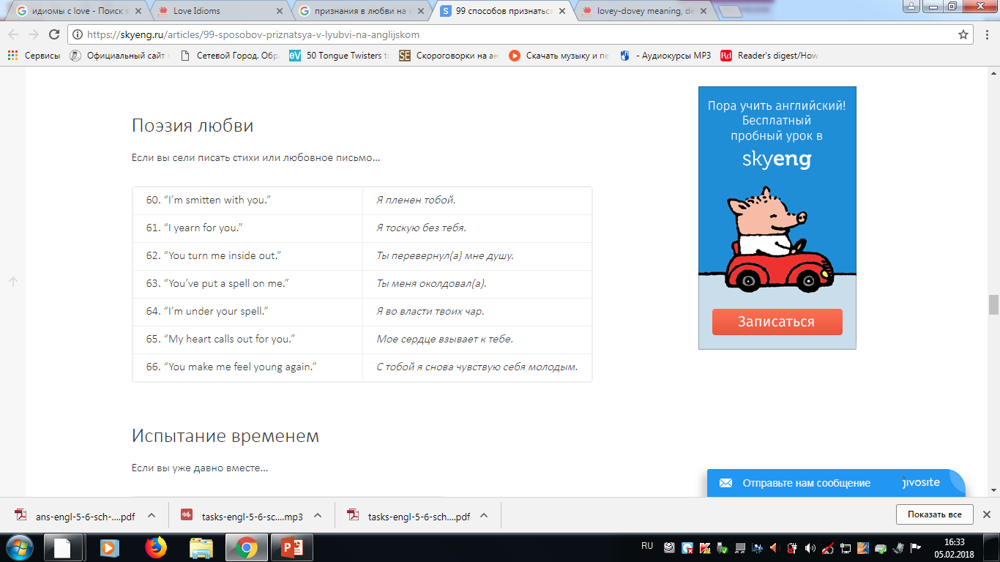 идиомы с love - Поиск в
Love Idioms
признания в любви на а
99 способов признатьс
lovey-dovey meaning, de
https://skyeng.ru/articles/99-sposobov-priznatsya-v-lyubvi-na-anglijskom
Сервисы
Официальный сайт
Сетевой Город. Обр
50 Tongue Twisters t
Скороговорки на ан
Скачать музыку и пе
- Аудиокурсы MP3
Reader's digest/How
Поэзия любви
Если вы сели писать стихи или любовное письмо...
60. “I’m smitten with you.” Я пленен тобой.
61. “I yearn for you.” Я тоскую без тебя.
62. “You turn me inside out.” Ты перевернул(а) мне душу.
63. “You’ve put a spell on me.” Ты меня околдовал(а).
64. “I’m under your spell.” Я во власти твоих чар.
65. “My heart calls out for you.” Мое сердце взывает к тебе.
66. “You make me feel young again.” С тобой я снова чувствую себя молодым.
Испытание временем
Если вы уже давно вместе...
Пора учить английский!
Бесплатный
пробный урок в
skyeng
Записаться
Отправьте нам сообщение jivosite
ans-engl-5-6-sch-....pdf
tasks-engl-5-6-sc....mp3
tasks-engl-5-6-sch....pdf
Показать все
RU
16:33
05.02.2018